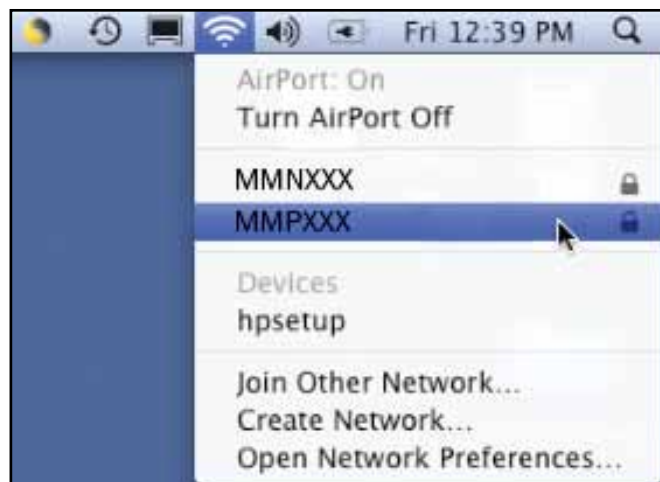 Fri 12:39 PM
AirPort: On
Turn AirPort Off
MMNXXX
MMPXXX
Devices
hpsetup
Join Other Network...
Create Network...
Open Network Preferences...